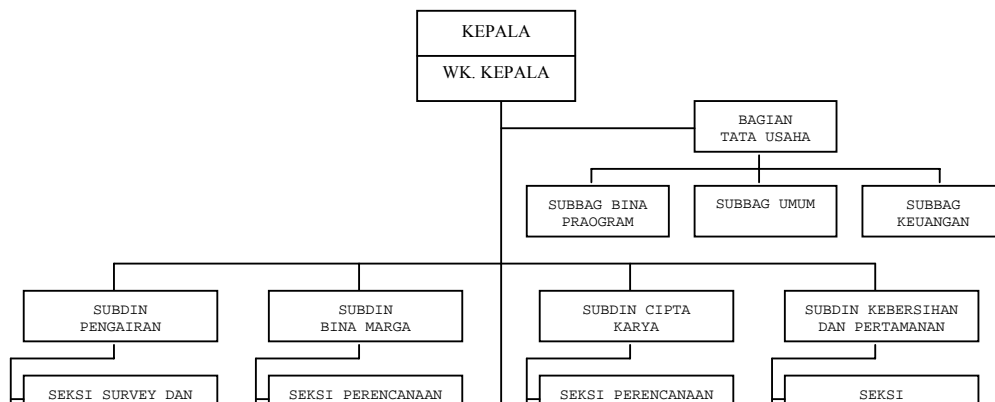 KEPALA
WK. KEPALA
BAGIAN
TATA USAHA
SUBBAG BINA
PRAOGRAM
SUBBAG UMUM
SUBBAG
KEUANGAN
SUBDIN
PENGAIRAN
SUBDIN
BINA MARGA
SUBDIN CIPTA
KARYA
SUBDIN KEBERSIHAN
DAN PERTAMANAN
SEKSI SURVEY DAN
SEKSI PERENCANAAN
SEKSI PERENCANAAN
SEKSI